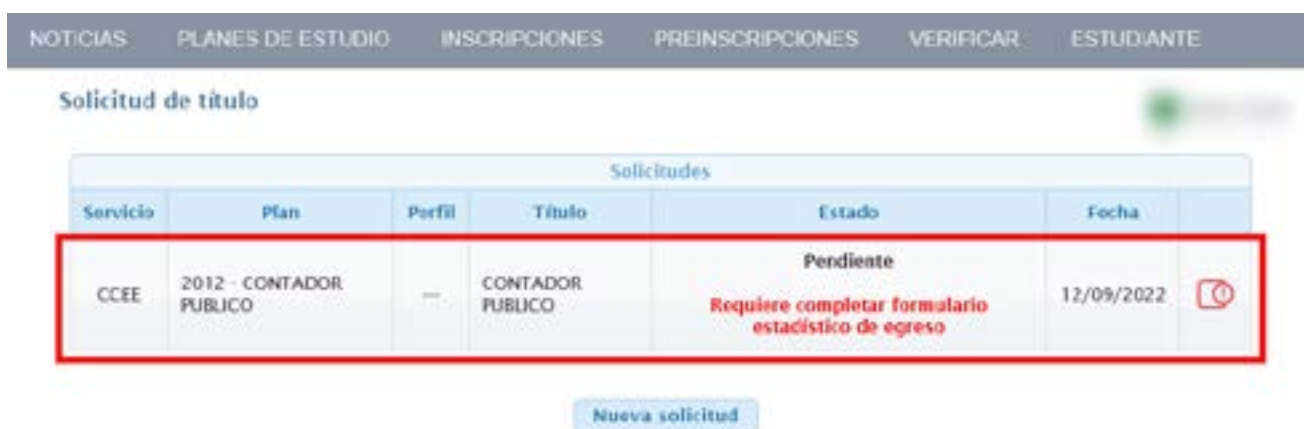 NOTICIAS PLANES DE ESTUDIO INSCRIPCIONES PREINSCRIPCIONES VERIFICAR ESTUDIANTE
Solicitud de título
Solicitudes
Servicio Plan Perfil Título Estado Fecha
CCEE 2012 - CONTADOR PUBLICO --- CONTADOR PUBLICO Pendiente 12/09/2022
Requiere completar formulario
estadístico de egreso
Nueva solicitud